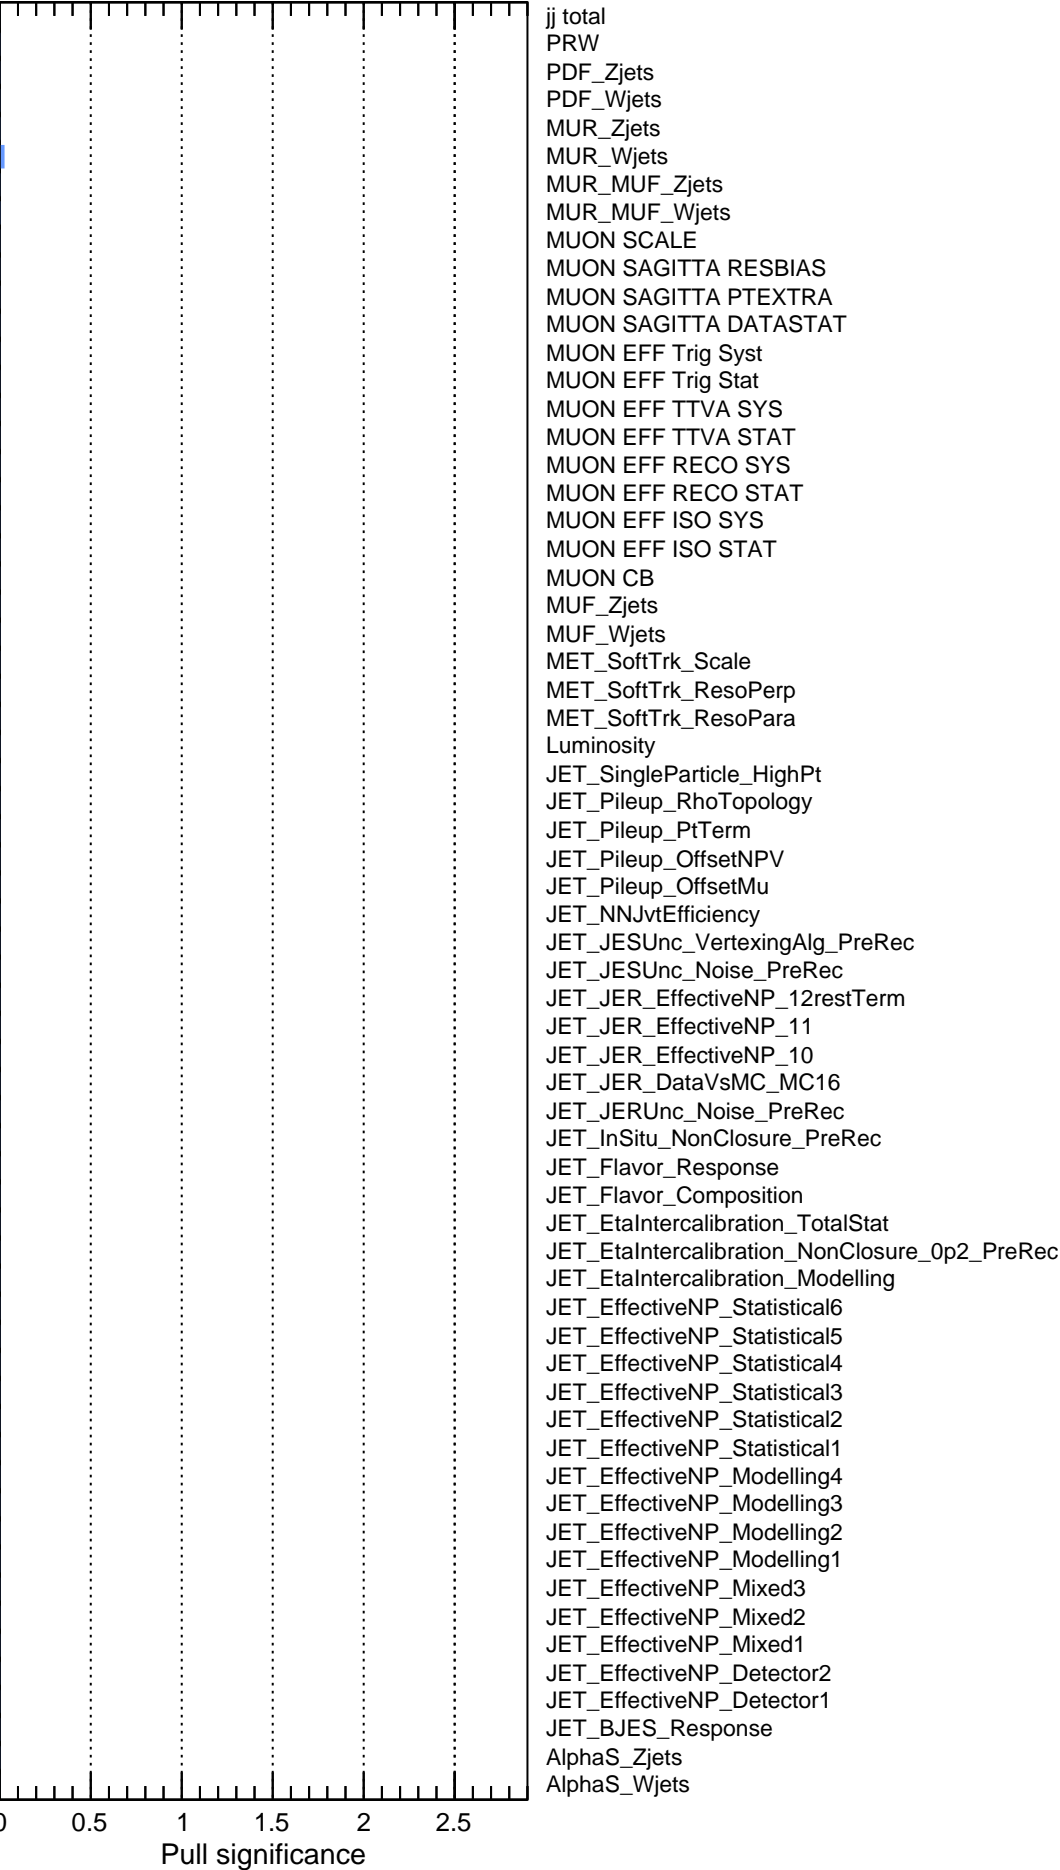 jj total
PRW
PDF_Zjets
PDF_Wjets
MUR_Zjets
MUR_Wjets
MUR_MUF_Zjets
MUR_MUF_Wjets
MUON SCALE
MUON SAGITTA RESBIAS
MUON SAGITTA PTEXTRA
MUON SAGITTA DATASTAT
MUON EFF Trig Syst
MUON EFF Trig Stat
MUON EFF TTVA SYS
MUON EFF TTVA STAT
MUON EFF RECO SYS
MUON EFF RECO STAT
MUON EFF ISO SYS
MUON EFF ISO STAT
MUON CB
MUF_Zjets
MUF_Wjets
MET_SoftTrk_Scale
MET_SoftTrk_ResoPerp
MET_SoftTrk_ResoPara
Luminosity
JET_SingleParticle_HighPt
JET_Pileup_RhoTopology
JET_Pileup_PtTerm
JET_Pileup_OffsetNPV
JET_Pileup_OffsetMu
JET_NNJvtEfficiency
JET_JESUnc_VertexingAlg_PreRec
JET_JESUnc_Noise_PreRec
JET_JER_EffectiveNP_12restTerm
JET_JER_EffectiveNP_11
JET_JER_EffectiveNP_10
JET_JER_DataVsMC_MC16
JET_JERUnc_Noise_PreRec
JET_InSitu_NonClosure_PreRec
JET_Flavor_Response
JET_Flavor_Composition
JET_EtaIntercalibration_TotalStat
JET_EtaIntercalibration_NonClosure_0p2_PreRec
JET_EtaIntercalibration_Modelling
JET_EffectiveNP_Statistical6
JET_EffectiveNP_Statistical5
JET_EffectiveNP_Statistical4
JET_EffectiveNP_Statistical3
JET_EffectiveNP_Statistical2
JET_EffectiveNP_Statistical1
JET_EffectiveNP_Modelling4
JET_EffectiveNP_Modelling3
JET_EffectiveNP_Modelling2
JET_EffectiveNP_Modelling1
JET_EffectiveNP_Mixed3
JET_EffectiveNP_Mixed2
JET_EffectiveNP_Mixed1
JET_EffectiveNP_Detector2
JET_EffectiveNP_Detector1
JET_BJES_Response
AlphaS_Zjets
AlphaS_Wjets
0 0.5 1 1.5 2 2.5
Pull significance